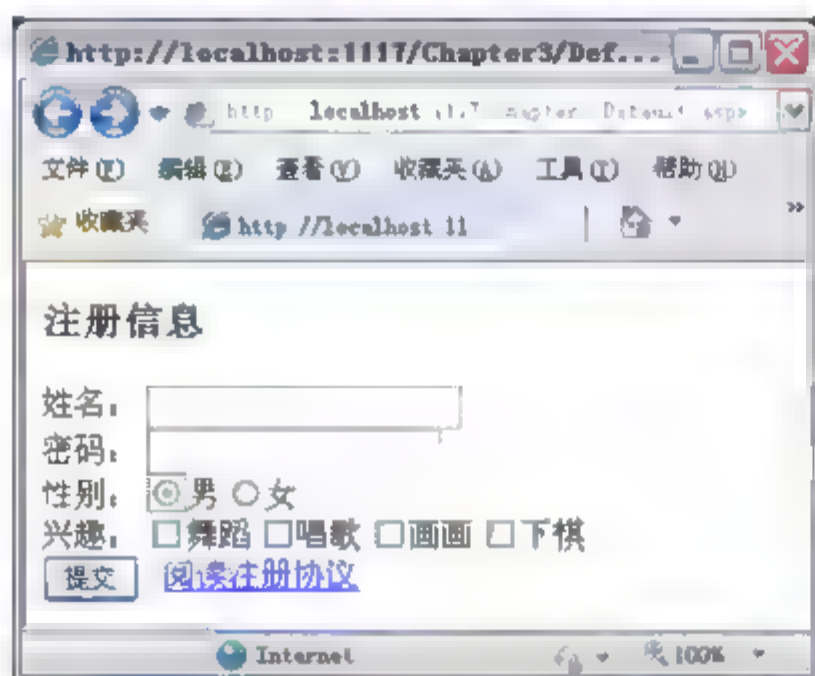 http://localhost:1117/Chapter3/Def...
http localhost
文件(F) 编辑(E) 查看(V) 收藏夹(A) 工具(T) 帮助(H)
收藏夹 http //localhost 11 »
注册信息
姓名:
密码:
性别: 男 女
兴趣: 舞蹈 唱歌 画画 下棋
提交 阅读注册协议
Internet 100%